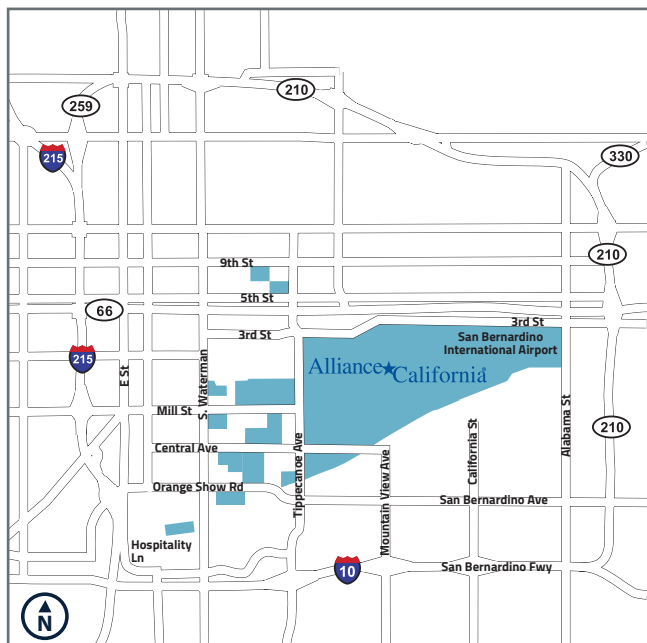 210
259
215
330
210
9th St
5th St
66
3rd St
3rd St
San Bernardino
International Airport
215
Alliance★California®
E St
S. Waterman
Mill St
Alabama St
210
Central Ave
Tippecanoe Ave
Mountain View Ave
California St
Orange Show Rd
San Bernardino Ave
Hospitality
Ln
10
San Bernardino Fwy
N